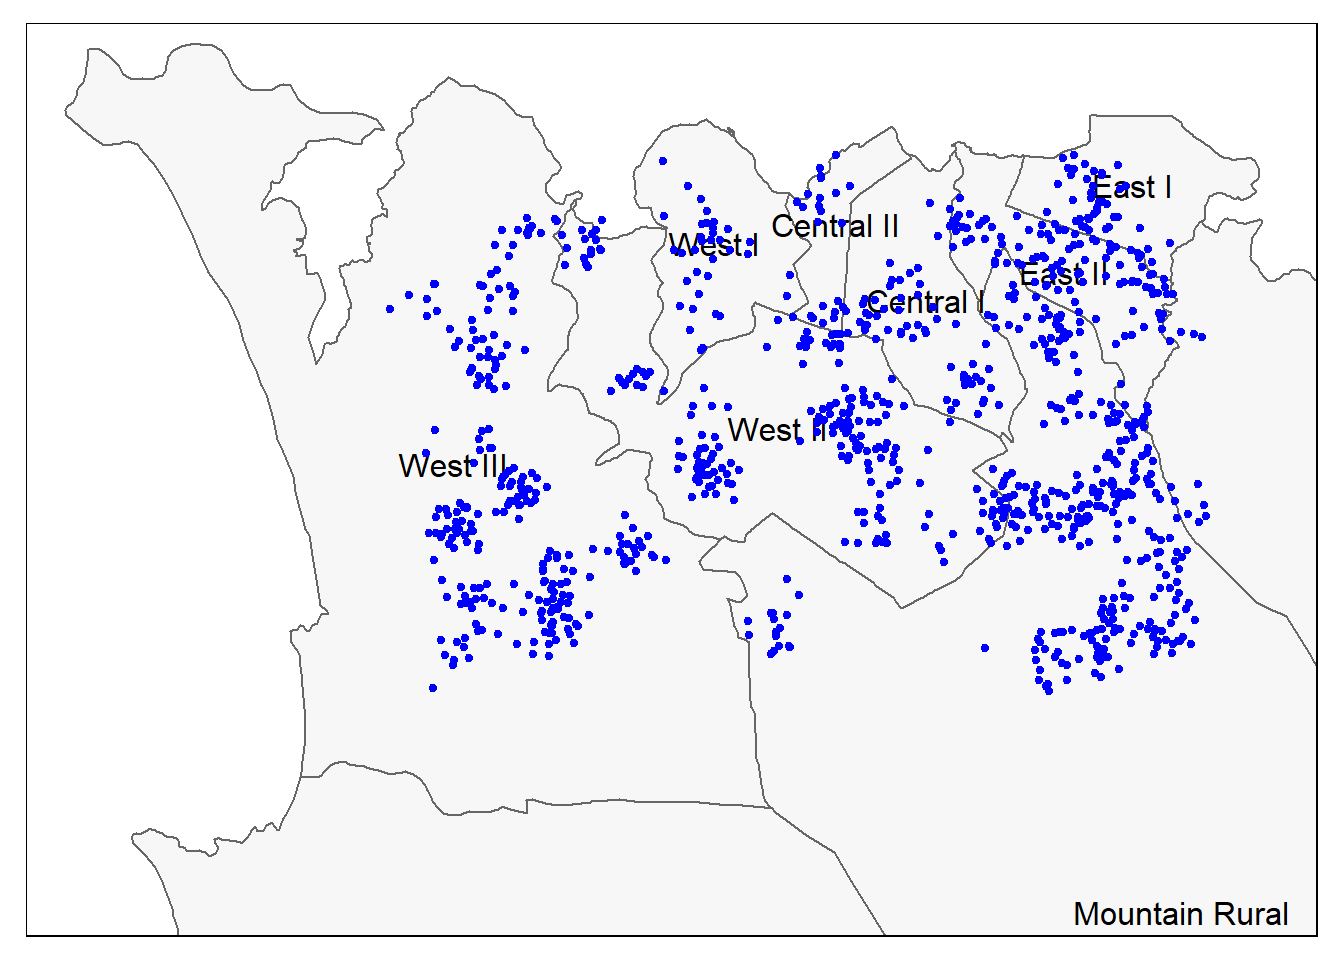 East I
Central II
West I
East II
Central I
West II
West III
Mountain Rural